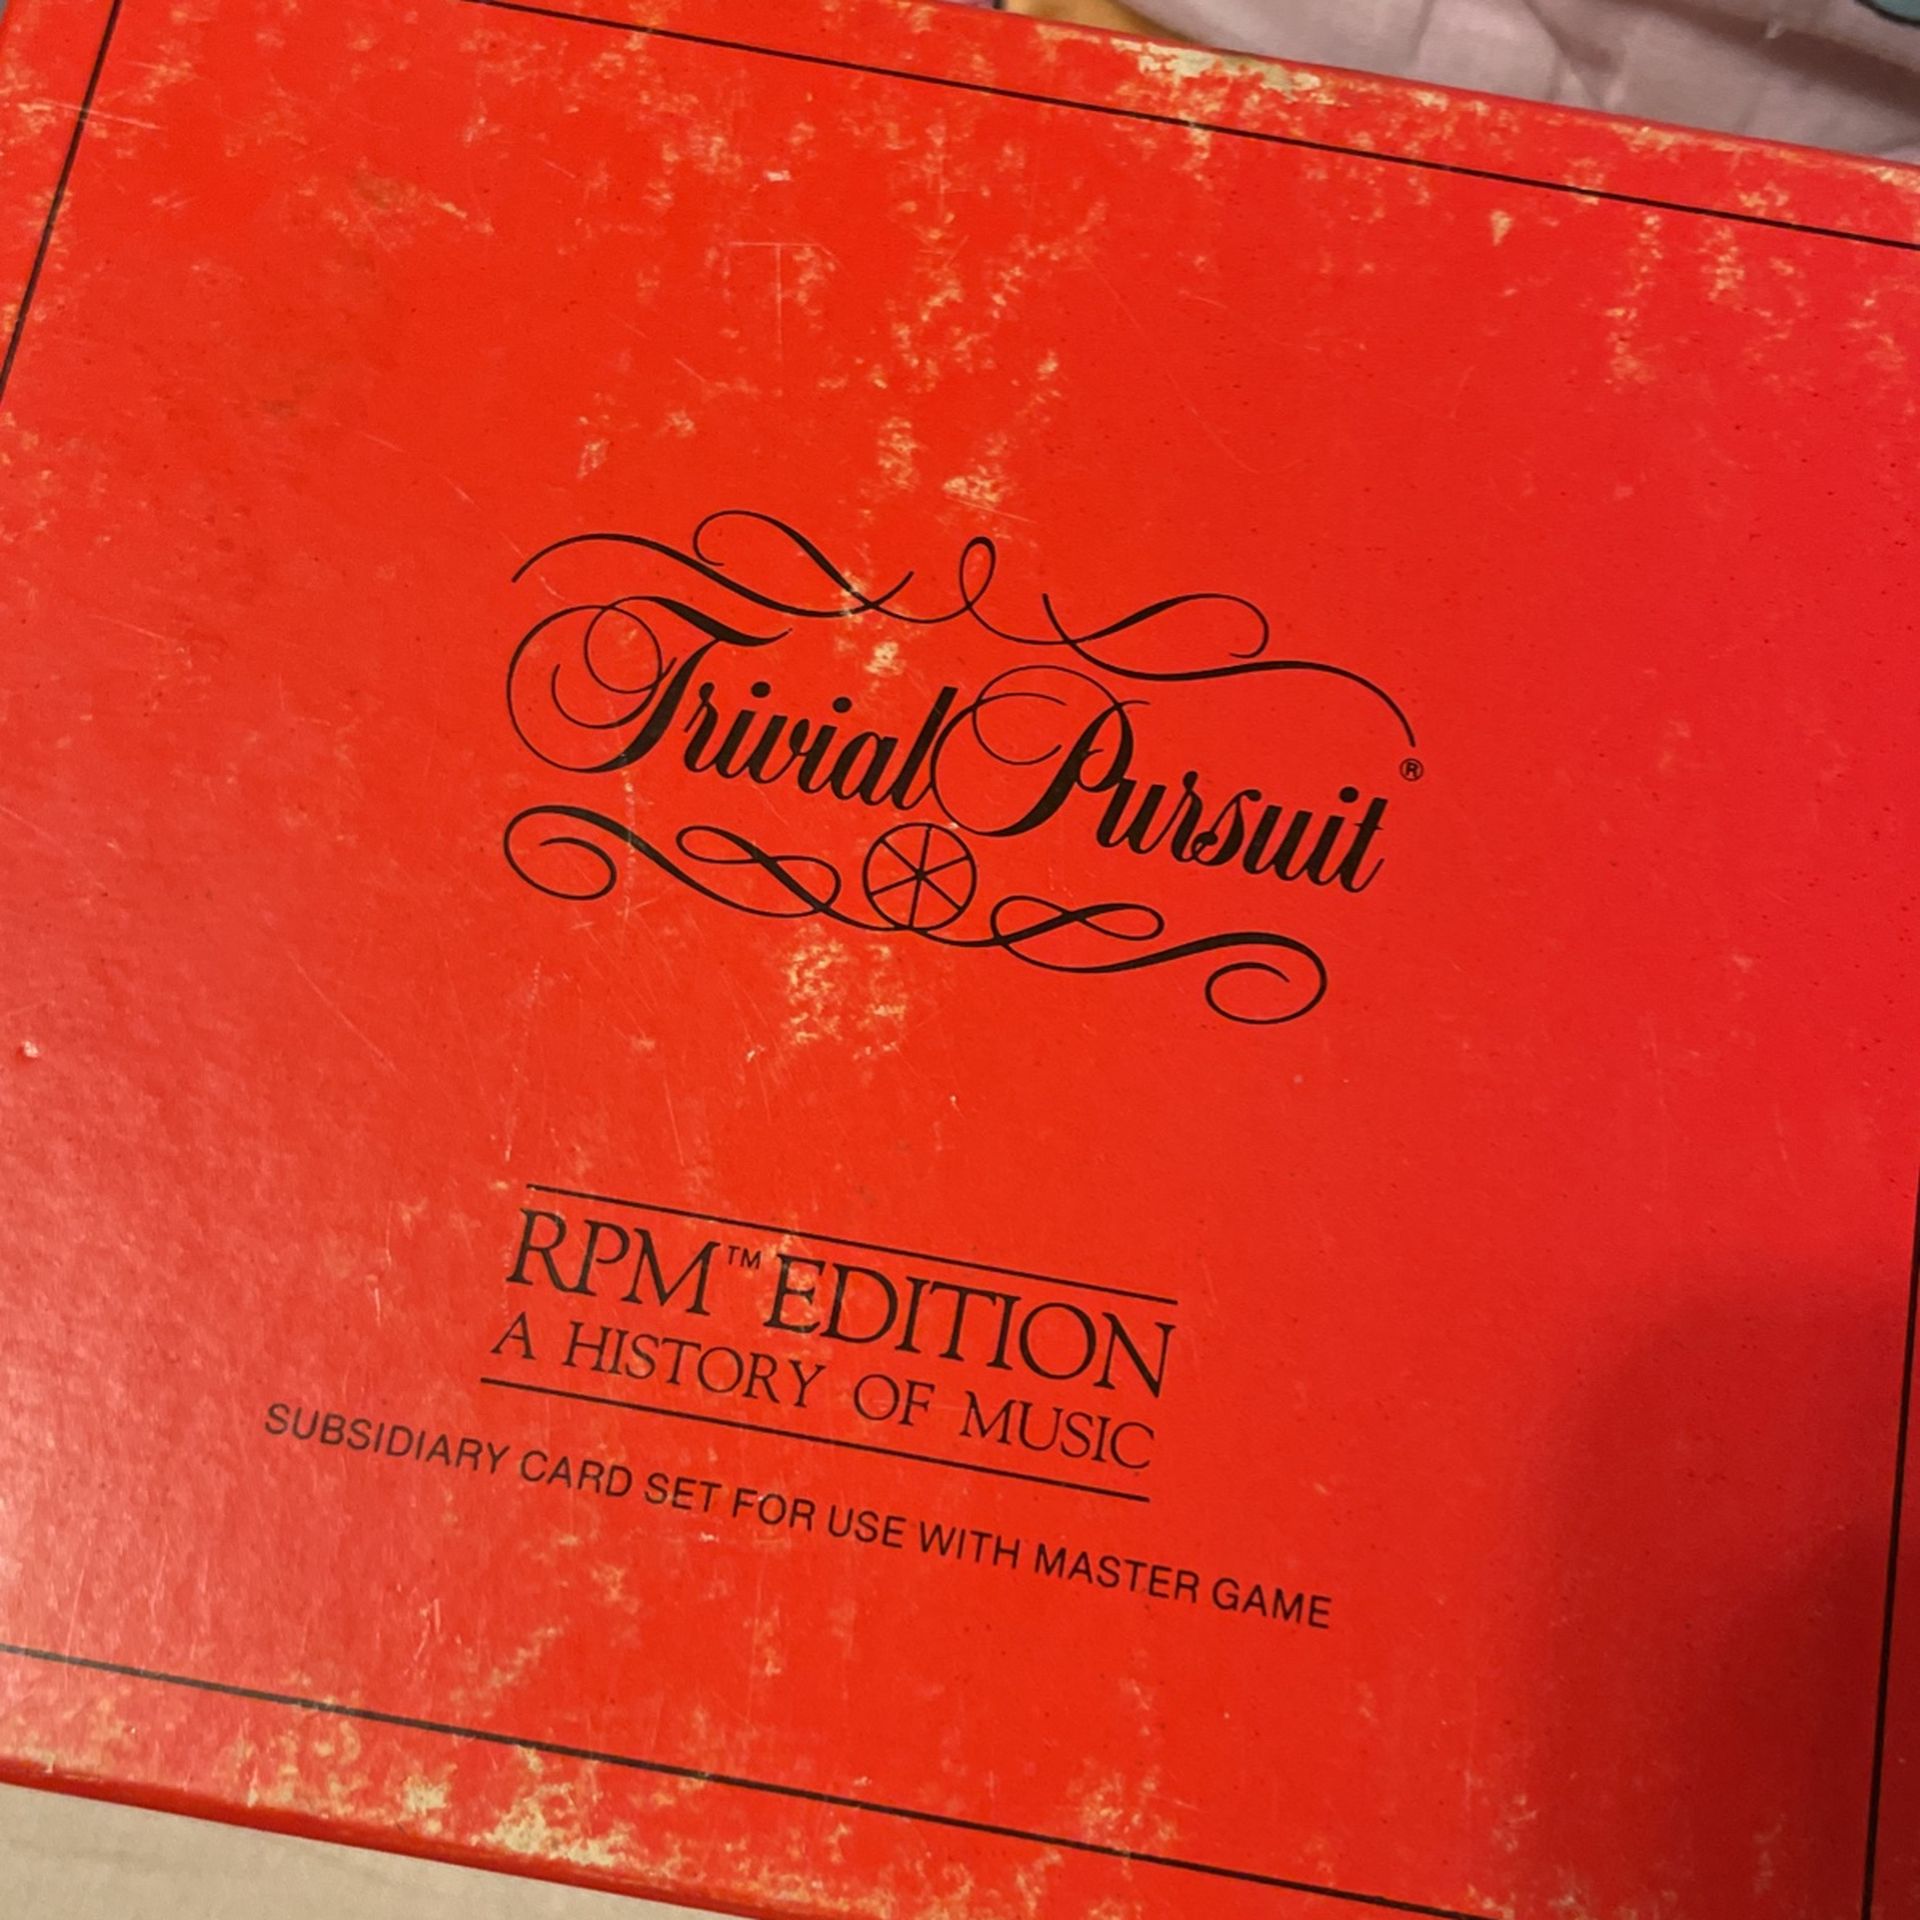 Trivial Pursuit®
RPM™ EDITION
A HISTORY OF MUSIC
SUBSIDIARY CARD SET FOR USE WITH MASTER GAME